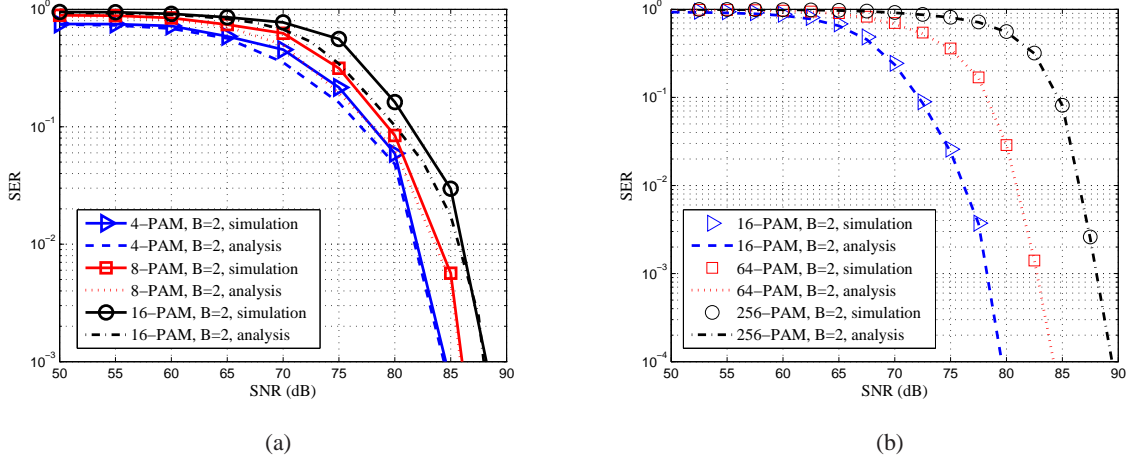 10^0
10^-1
10^-2
10^-3
SER
50 55 60 65 70 75 80 85 90
SNR (dB)
4−PAM, B=2, simulation
4−PAM, B=2, analysis
8−PAM, B=2, simulation
8−PAM, B=2, analysis
16−PAM, B=2, simulation
16−PAM, B=2, analysis
(a)
10^0
10^-1
10^-2
10^-3
10^-4
SER
50 55 60 65 70 75 80 85 90
SNR (dB)
16−PAM, B=2, simulation
16−PAM, B=2, analysis
64−PAM, B=2, simulation
64−PAM, B=2, analysis
256−PAM, B=2, simulation
256−PAM, B=2, analysis
(b)